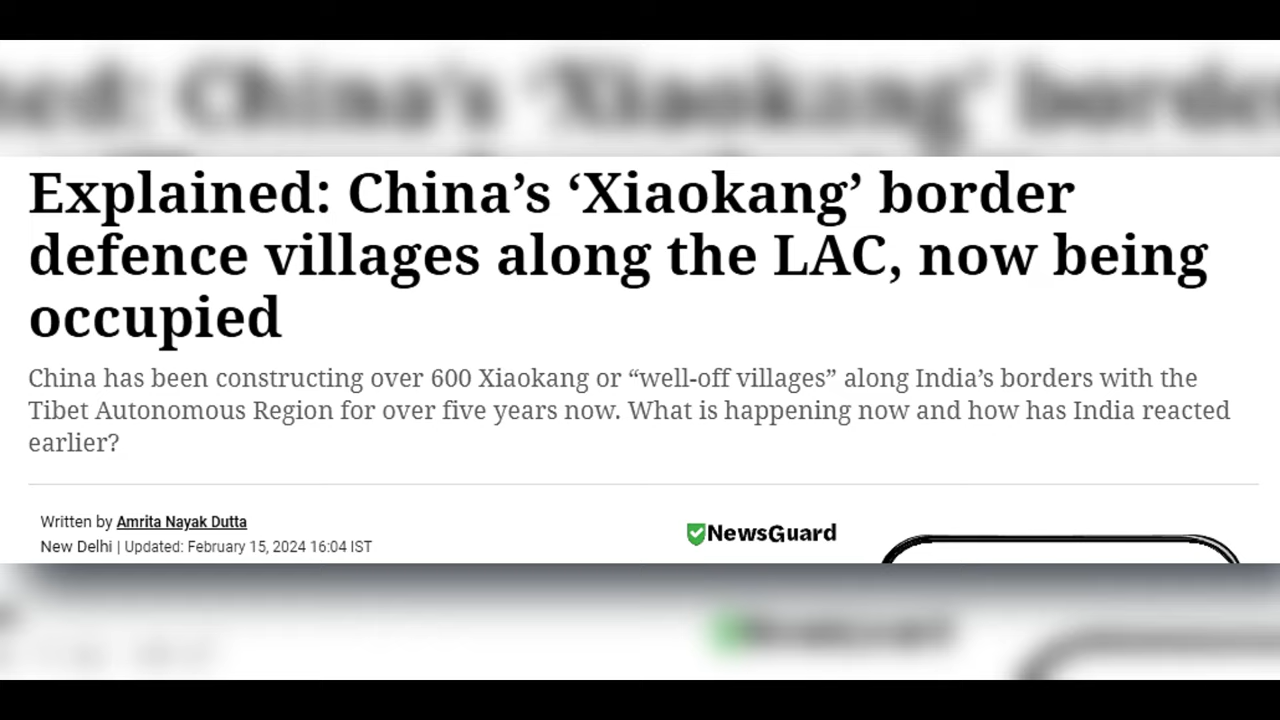 Explained: China’s ‘Xiaokang’ border
defence villages along the LAC, now being
occupied
China has been constructing over 600 Xiaokang or “well-off villages” along India’s borders with the
Tibet Autonomous Region for over five years now. What is happening now and how has India reacted
earlier?
Written by Amrita Nayak Dutta
NewsGuard
New Delhi | Updated: February 15, 2024 16:04 IST